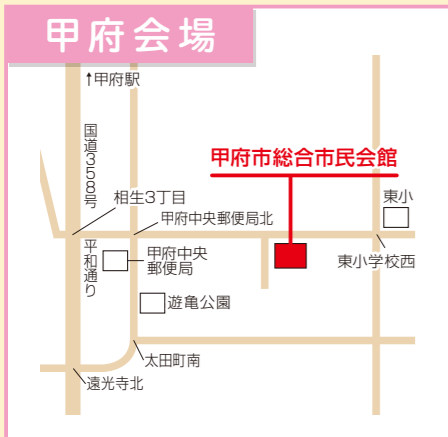 甲府会場
↑甲府駅
国道358号
甲府市総合市民会館
相生3丁目
東小
甲府中央郵便局北
平和通り
甲府中央
郵便局
東小学校西
遊亀公園
太田町南
遠光寺北